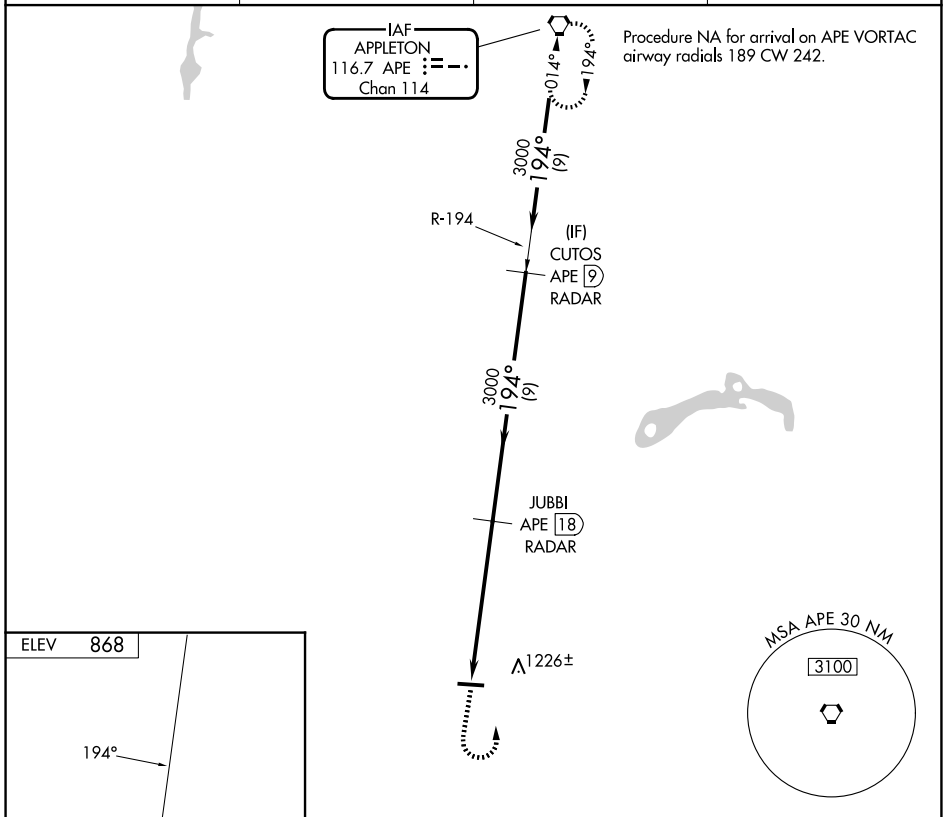 IAF
APPLETON
116.7 APE
Chan 114
Procedure NA for arrival on APE VORTAC
airway radials 189 CW 242.
014°
194°
3000
194°
(9)
R-194
(IF)
CUTOS
APE 9
RADAR
3000
194°
(9)
JUBBI
APE 18
RADAR
1226±
MSA APE 30 NM
3100
ELEV 868
194°